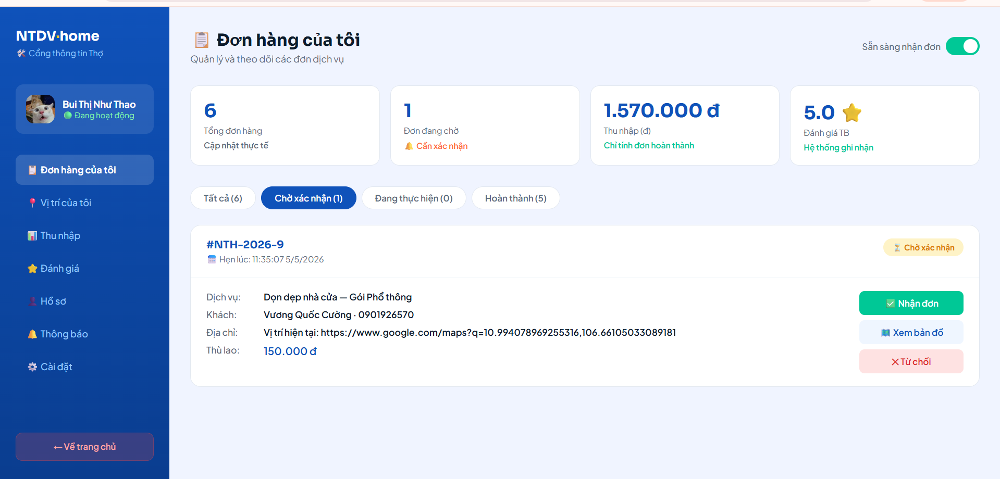 NTDV·home
🛠️ Cổng thông tin Thợ
Bui Thị Như Thao
Đang hoạt động
📋 Đơn hàng của tôi
📍 Vị trí của tôi
📊 Thu nhập
⭐ Đánh giá
👤 Hồ sơ
🔔 Thông báo
⚙️ Cài đặt
← Về trang chủ
📋 Đơn hàng của tôi
Quản lý và theo dõi các đơn dịch vụ
Sẵn sàng nhận đơn
6
Tổng đơn hàng
Cập nhật thực tế
1
Đơn đang chờ
🔔 Cần xác nhận
1.570.000 đ
Thu nhập (đ)
Chỉ tính đơn hoàn thành
5.0 ⭐
Đánh giá TB
Hệ thống ghi nhận
Tất cả (6)
Chờ xác nhận (1)
Đang thực hiện (0)
Hoàn thành (5)
#NTH-2026-9
📅 Hẹn lúc: 11:35:07 5/5/2026
⏳ Chờ xác nhận
Dịch vụ: Dọn dẹp nhà cửa — Gói Phổ thông
Khách: Vương Quốc Cường · 0901926570
Địa chỉ: Vị trí hiện tại: https://www.google.com/maps?q=10.994078969255316,106.66105033089181
Thù lao: 150.000 đ
✅ Nhận đơn
🗺️ Xem bản đồ
✕ Từ chối